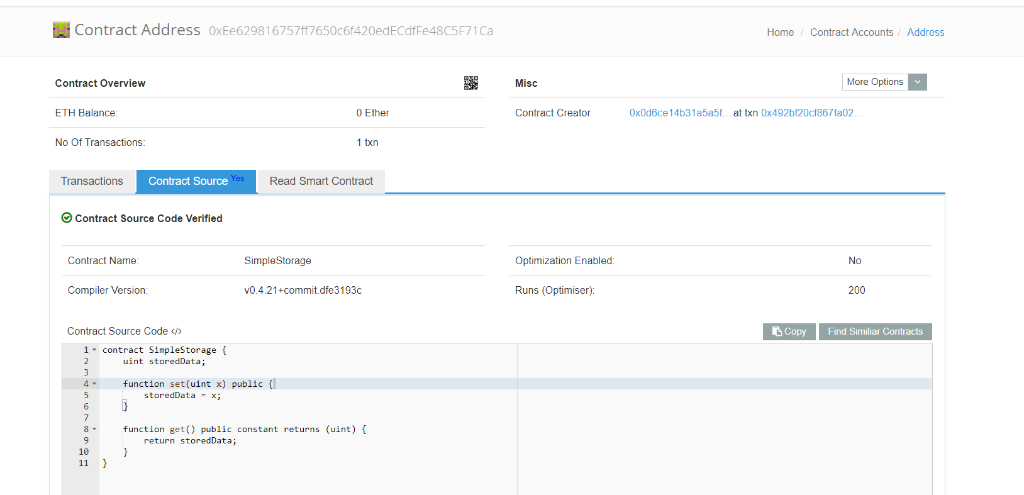 Contract Address 0xEe629816757ff7650c6f420edECdfFe48C5F71Ca
Home / Contract Accounts / Address
Contract Overview
Misc
More Options
ETH Balance: 0 Ether
Contract Creator 0x0d6ce14b31a5a5f... at txn 0x492bf20cf867fa02...
No Of Transactions: 1 txn
Transactions Contract Source Yes Read Smart Contract
Contract Source Code Verified
Contract Name: SimpleStorage
Optimization Enabled: No
Compiler Version: v0.4.21+commit.dfe3193c
Runs (Optimiser): 200
Contract Source Code </>
Copy Find Similiar Contracts
1 contract SimpleStorage {
2 uint storedData;
3
4 function set(uint x) public {
5 storedData = x;
6 }
7
8 function get() public constant returns (uint) {
9 return storedData;
10 }
11 }